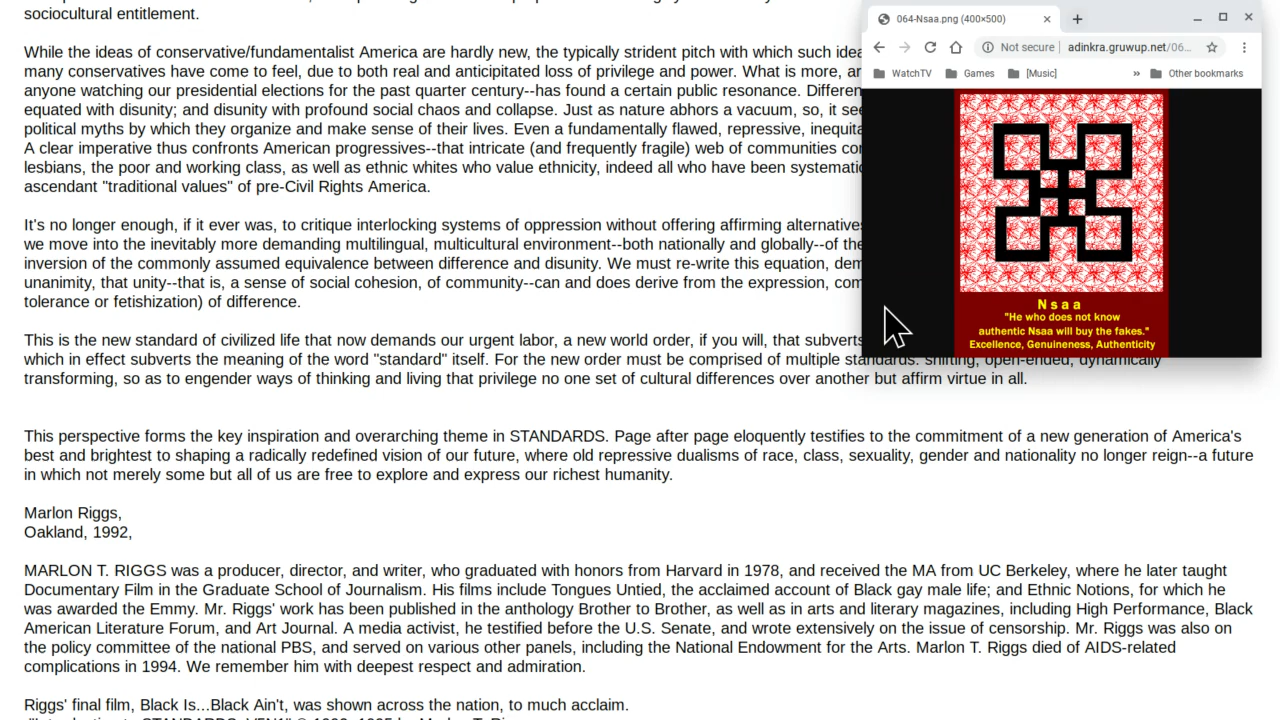 sociocultural entitlement.
While the ideas of conservative/fundamentalist America are hardly new, the typically strident pitch with which such
many conservatives have come to feel, due to both real and anticipated loss of privilege and power. What is more,
anyone watching our presidential elections for the past quarter century--has found a certain public resonance.
equated with disunity; and disunity with profound social chaos and collapse. Just as nature abhors a vacuum, so, it
political myths by which they organize and make sense of their lives. Even a fundamentally flawed, repressive,
A clear imperative thus confronts American progressives--that intricate (and frequently fragile) web of communities
lesbians, the poor and working class, as well as ethnic whites who value ethnicity, indeed all who have been
ascendant "traditional values" of pre-Civil Rights America.
It's no longer enough, if it ever was, to critique interlocking systems of oppression without offering affirming alternatives
we move into the inevitably more demanding multilingual, multicultural environment--both nationally and globally--of the
inversion of the commonly assumed equivalence between difference and disunity. We must re-write this equation,
unanimity, that unity--that is, a sense of social cohesion, of community--can and does derive from the expression,
tolerance or fetishization) of difference.
This is the new standard of civilized life that now demands our urgent labor, a new world order, if you will, that subverts
which in effect subverts the meaning of the word "standard" itself. For the new order must be comprised of multiple standards: shifting, open-ended, dynamically
transforming, so as to engender ways of thinking and living that privilege no one set of cultural differences over another but affirm virtue in all.
This perspective forms the key inspiration and overarching theme in STANDARDS. Page after page eloquently testifies to the commitment of a new generation of America's
best and brightest to shaping a radically redefined vision of our future, where old repressive dualisms of race, class, sexuality, gender and nationality no longer reign--a future
in which not merely some but all of us are free to explore and express our richest humanity.
Marlon Riggs,
Oakland, 1992,
MARLON T. RIGGS was a producer, director, and writer, who graduated with honors from Harvard in 1978, and received the MA from UC Berkeley, where he later taught
Documentary Film in the Graduate School of Journalism. His films include Tongues Untied, the acclaimed account of Black gay male life; and Ethnic Notions, for which he
was awarded the Emmy. Mr. Riggs' work has been published in the anthology Brother to Brother, as well as in arts and literary magazines, including High Performance, Black
American Literature Forum, and Art Journal. A media activist, he testified before the U.S. Senate, and wrote extensively on the issue of censorship. Mr. Riggs was also on
the policy committee of the national PBS, and served on various other panels, including the National Endowment for the Arts. Marlon T. Riggs died of AIDS-related
complications in 1994. We remember him with deepest respect and admiration.
Riggs' final film, Black Is...Black Ain't, was shown across the nation, to much acclaim.
064-Nsaa.png (400×500)
Not secure | adinkra.gruwup.net/06...
WatchTV Games [Music] » Other bookmarks
Nsaa
"He who does not know
authentic Nsaa will buy the fakes."
Excellence, Genuineness, Authenticity